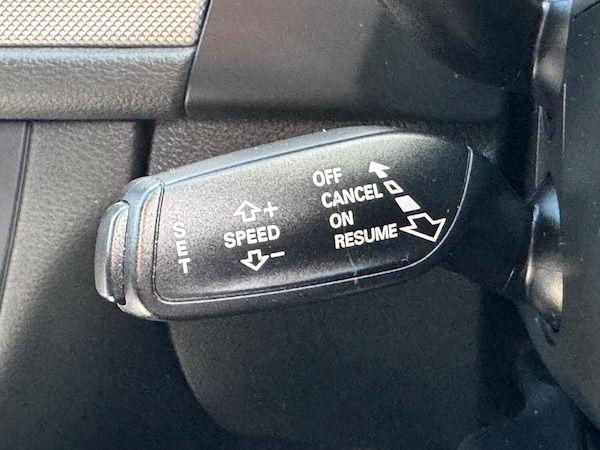 SET
SPEED
+
-
OFF
CANCEL
ON
RESUME